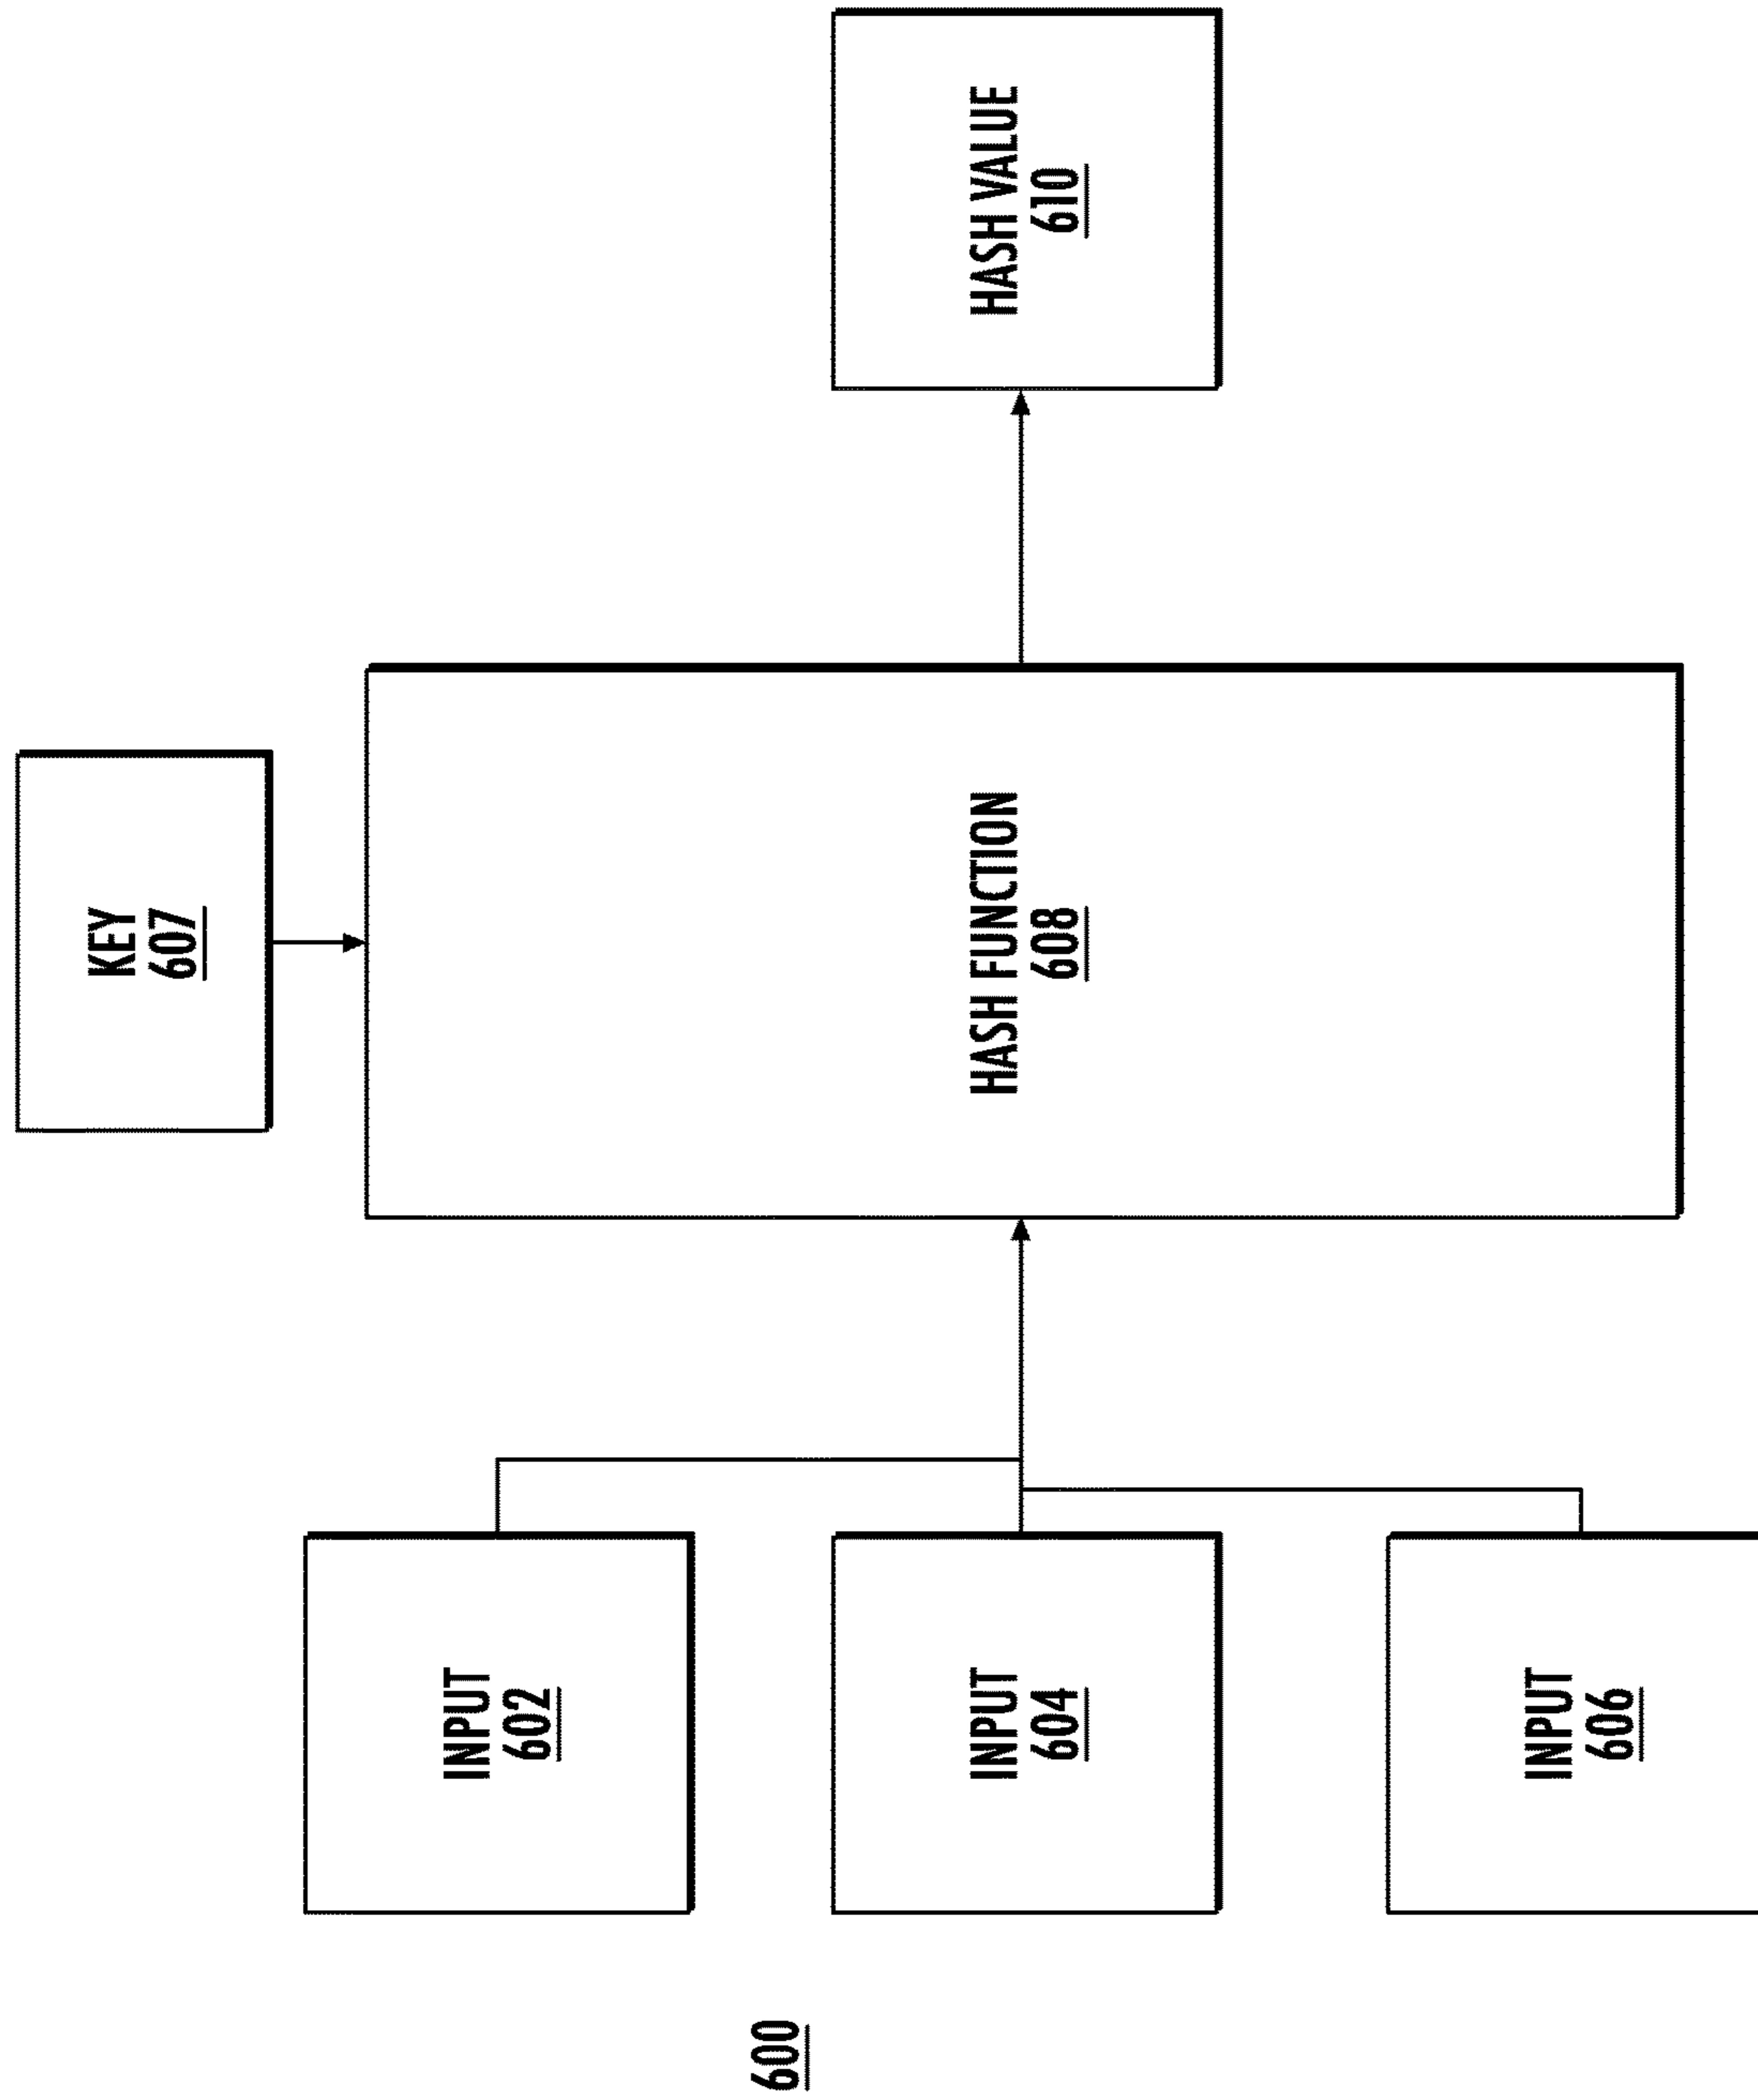 600
KEY
607
INPUT
602
INPUT
604
INPUT
606
HASH FUNCTION
608
HASH VALUE
610